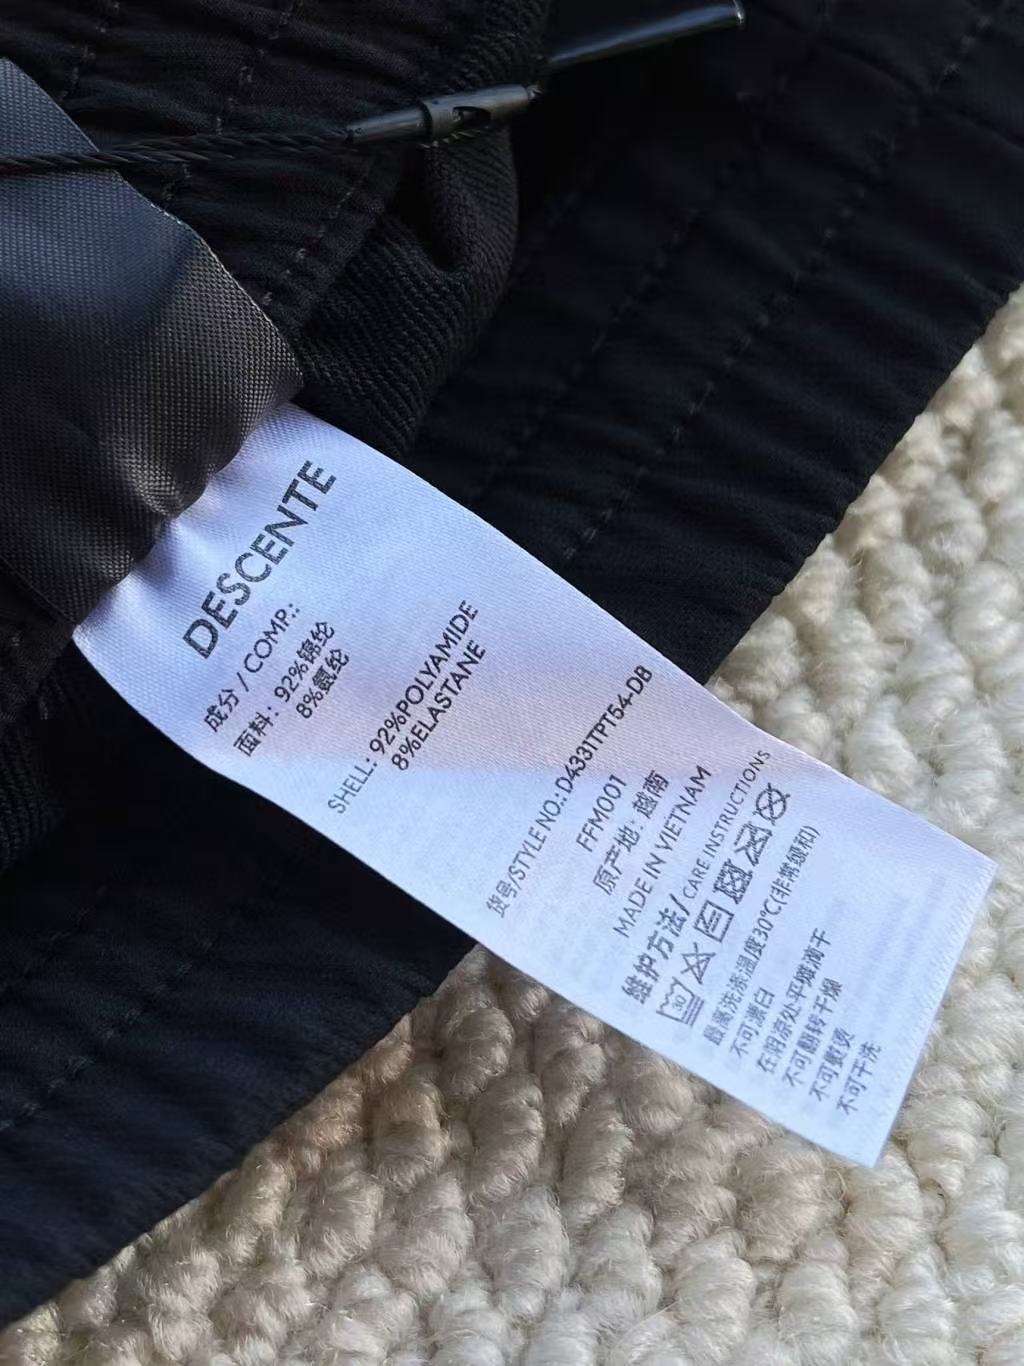 DESCENTE
成分 / COMP.:
面料: 92%锦纶
8%氨纶
SHELL: 92%POLYAMIDE
8%ELASTANE
货号/STYLE NO.: D4331TPT54-DB
FFM001
原产地: 越南
MADE IN VIETNAM
维护方法/CARE INSTRUCTIONS
30
最高洗涤温度30℃(非常缓和)
不可漂白
在阴凉处平摊滴干
不可翻转干燥
不可熨烫
不可干洗